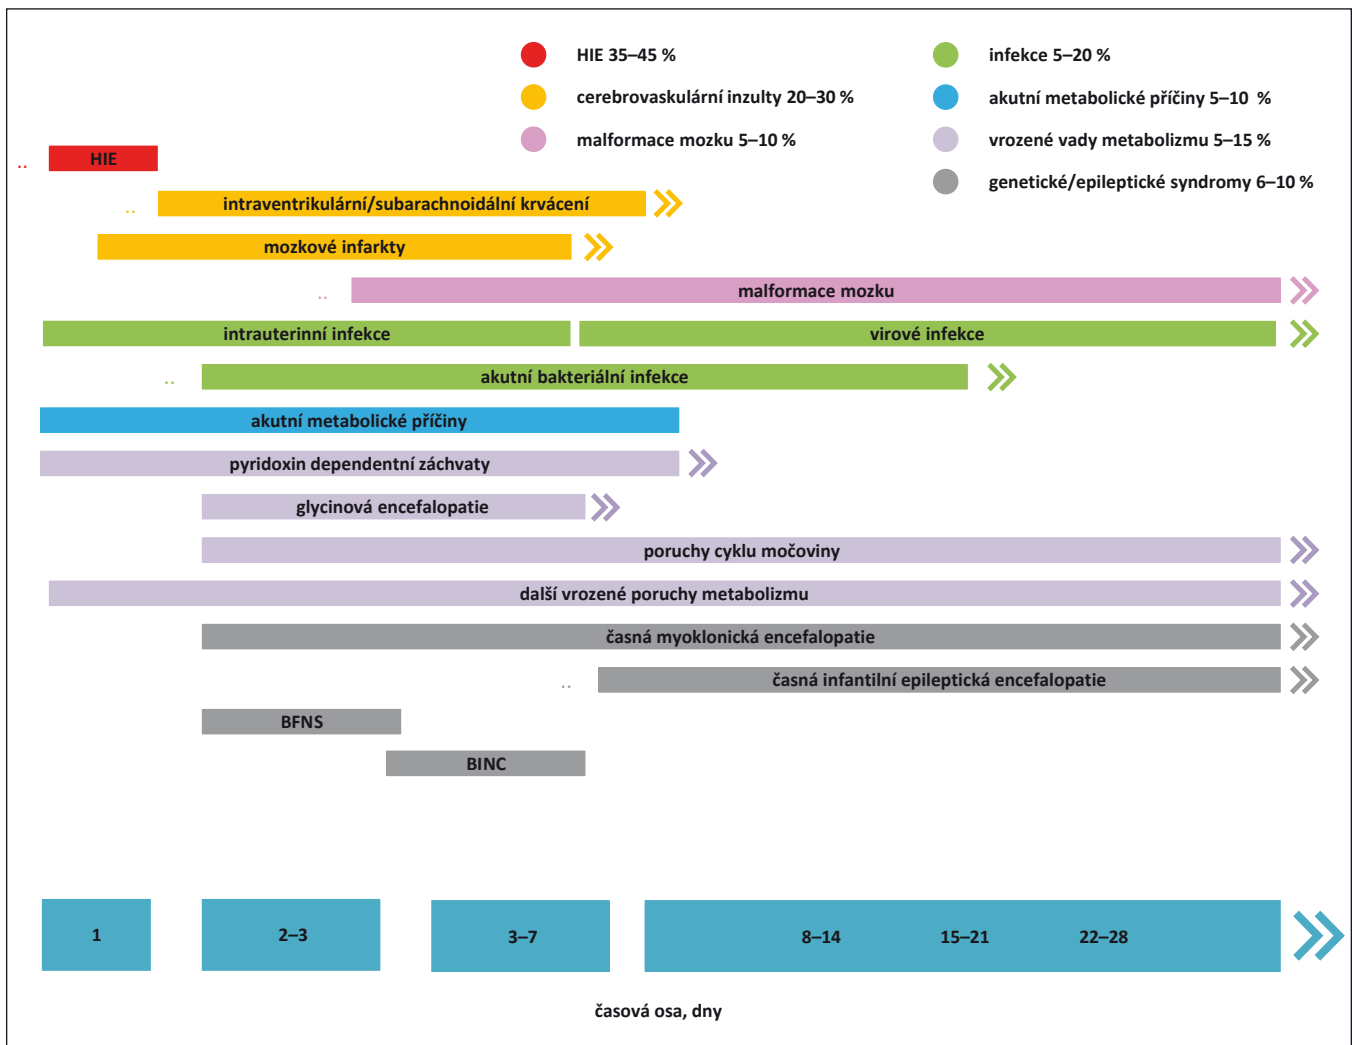 HIE 35–45 %
cerebrovaskulární inzulty 20–30 %
malformace mozku 5–10 %
infekce 5–20 %
akutní metabolické příčiny 5–10 %
vrozené vady metabolizmu 5–15 %
genetické/epileptické syndromy 6–10 %
HIE
intraventrikulární/subarachnoidální krvácení
mozkové infarkty
malformace mozku
intrauterinní infekce
virové infekce
akutní bakteriální infekce
akutní metabolické příčiny
pyridoxin dependentní záchvaty
glycinová encefalopatie
poruchy cyklu močoviny
další vrozené poruchy metabolizmu
časná myoklonická encefalopatie
časná infantilní epileptická encefalopatie
BFNS
BINC
1
2–3
3–7
8–14
15–21
22–28
časová osa, dny